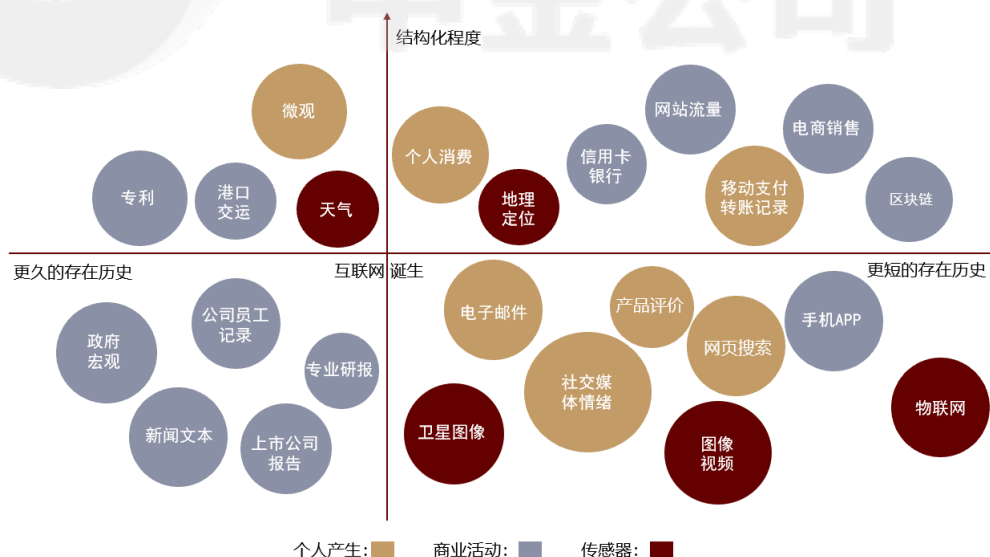 中金公司
结构化程度
微观
个人消费
网站流量
电商销售
信用卡
银行
专利
港口
交运
天气
地理
定位
移动支付
转账记录
区块链
更久的存在历史
互联网 诞生
更短的存在历史
政府
宏观
公司员工
记录
专业研报
新闻文本
上市公司
报告
电子邮件
产品评价
网页搜索
手机APP
社交媒
体情绪
卫星图像
图像
视频
物联网
个人产生:
商业活动:
传感器: